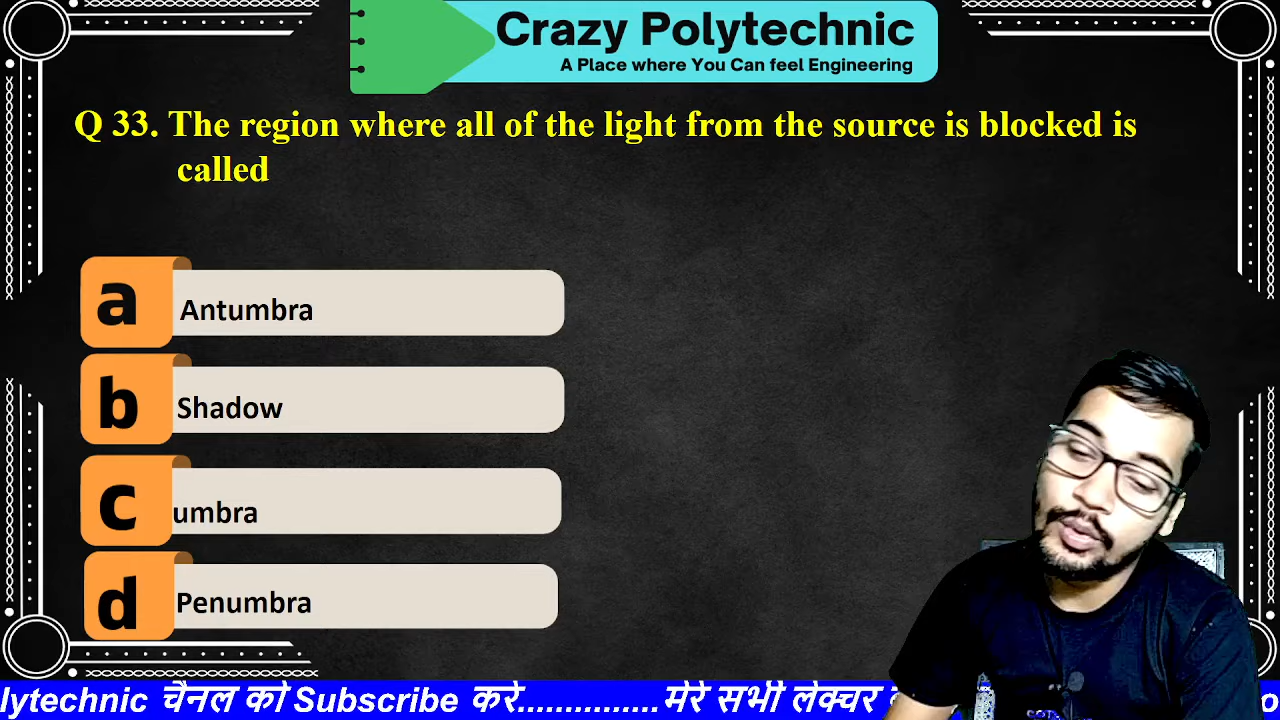 Crazy Polytechnic
A Place where You Can feel Engineering
Q 33. The region where all of the light from the source is blocked is
called
a Antumbra
b Shadow
c umbra
d Penumbra
lytechnic चैनल को Subscribe करे...............मेरे सभी लेक्चर